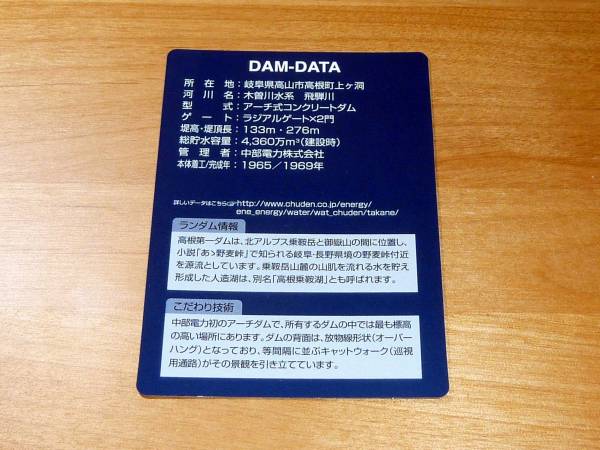 DAM-DATA
所在地：岐阜県高山市高根町上ヶ洞
河川名：木曽川水系　飛騨川
型式：アーチ式コンクリートダム
ゲート：ラジアルゲート×2門
堤高・堤頂長：133m・276m
総貯水容量：4,360万m³(建設時)
管理者：中部電力株式会社
本体着工/完成年：1965／1969年
詳しいデータはこちら☞http://www.chuden.co.jp/energy/
ene_energy/water/wat_chuden/takane/
ランダム情報
高根第一ダムは、北アルプス乗鞍岳と御嶽山の間に位置し、
小説「あゝ野麦峠」で知られる岐阜・長野県境の野麦峠付近
を源流としています。乗鞍岳山麓の山肌を流れる水を貯え
形成した人造湖は、別名「高根乗鞍湖」とも呼ばれます。
こだわり技術
中部電力初のアーチダムで、所有するダムの中では最も標高
の高い場所にあります。ダムの背面は、放物線形状(オーバー
ハング)となっており、等間隔に並ぶキャットウォーク(巡視
用通路)がその景観を引き立てています。